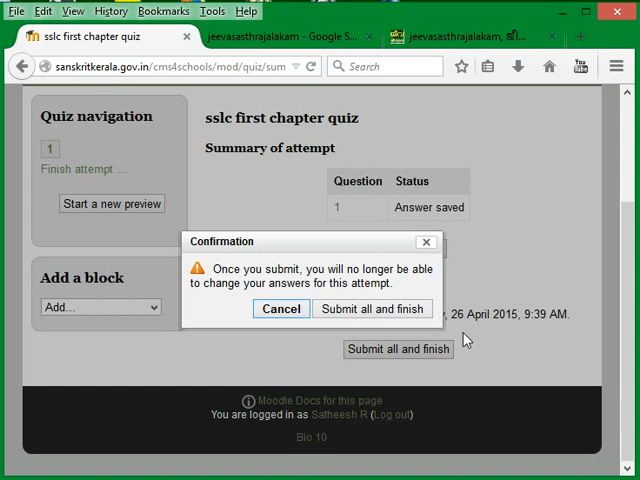 File Edit View History Bookmarks Tools Help
sslc first chapter quiz
jeevasasthrajalakam - Google S...
jeevasasthrajalakam, ജീ...
sanskritkerala.gov.in/cms4schools/mod/quiz/sum
Search
You Tube
Quiz navigation
1
Finish attempt ...
Start a new preview
Add a block
Add...
sslc first chapter quiz
Summary of attempt
Question Status
1 Answer saved
Confirmation
Once you submit, you will no longer be able
to change your answers for this attempt.
Cancel Submit all and finish
, 26 April 2015, 9:39 AM.
Submit all and finish
Moodle Docs for this page
You are logged in as Satheesh R (Log out)
Bio 10